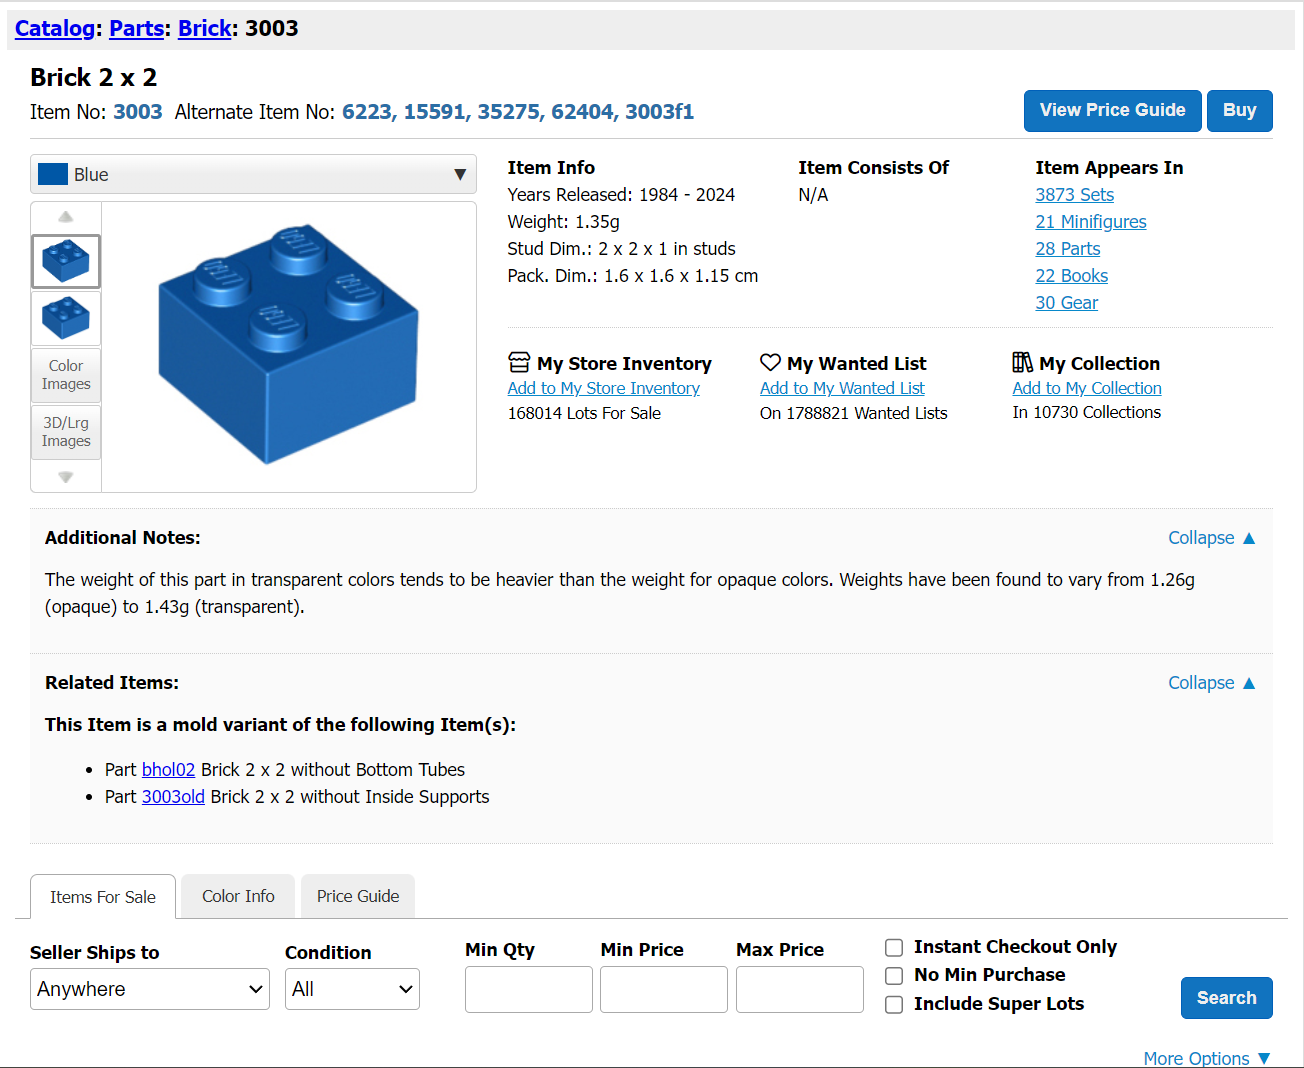 Catalog: Parts: Brick: 3003
Brick 2 x 2
Item No: 3003 Alternate Item No: 6223, 15591, 35275, 62404, 3003f1
View Price Guide
Buy
Blue
Color
Images
3D/Lrg
Images
Item Info
Years Released: 1984 - 2024
Weight: 1.35g
Stud Dim.: 2 x 2 x 1 in studs
Pack. Dim.: 1.6 x 1.6 x 1.15 cm
Item Consists Of
N/A
Item Appears In
3873 Sets
21 Minifigures
28 Parts
22 Books
30 Gear
My Store Inventory
Add to My Store Inventory
168014 Lots For Sale
My Wanted List
Add to My Wanted List
On 1788821 Wanted Lists
My Collection
Add to My Collection
In 10730 Collections
Additional Notes:
Collapse ▲
The weight of this part in transparent colors tends to be heavier than the weight for opaque colors. Weights have been found to vary from 1.26g
(opaque) to 1.43g (transparent).
Related Items:
Collapse ▲
This Item is a mold variant of the following Item(s):
• Part bhol02 Brick 2 x 2 without Bottom Tubes
• Part 3003old Brick 2 x 2 without Inside Supports
Items For Sale
Color Info
Price Guide
Seller Ships to
Anywhere
Condition
All
Min Qty
Min Price
Max Price
Instant Checkout Only
No Min Purchase
Include Super Lots
Search
More Options ▼